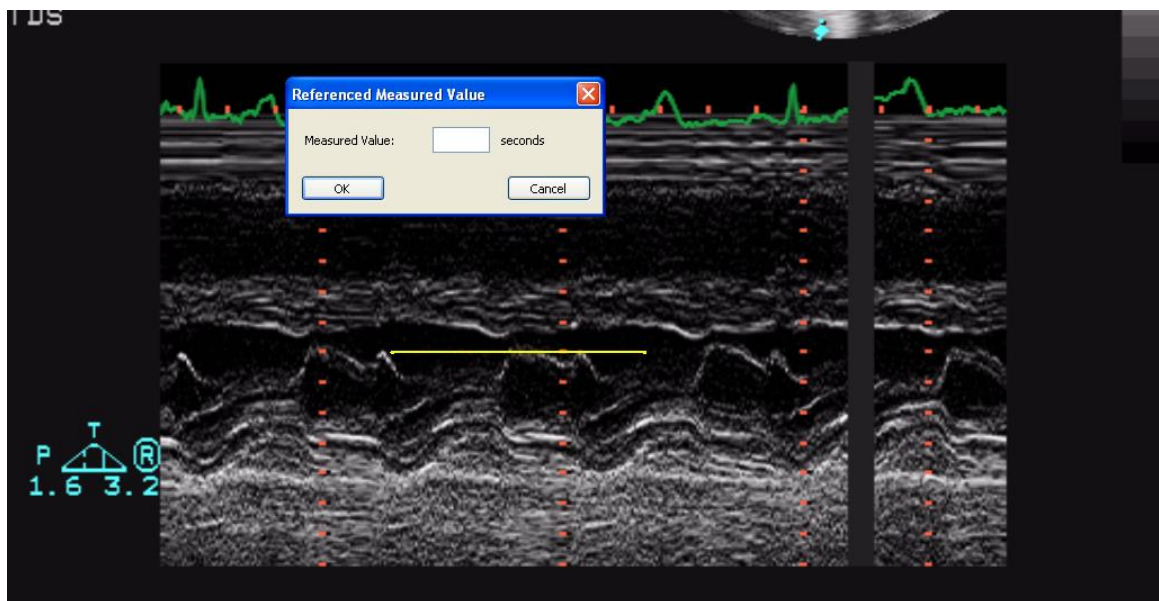 TDS
Referenced Measured Value
Measured Value: seconds
OK Cancel
T
P R
1.6 3.2